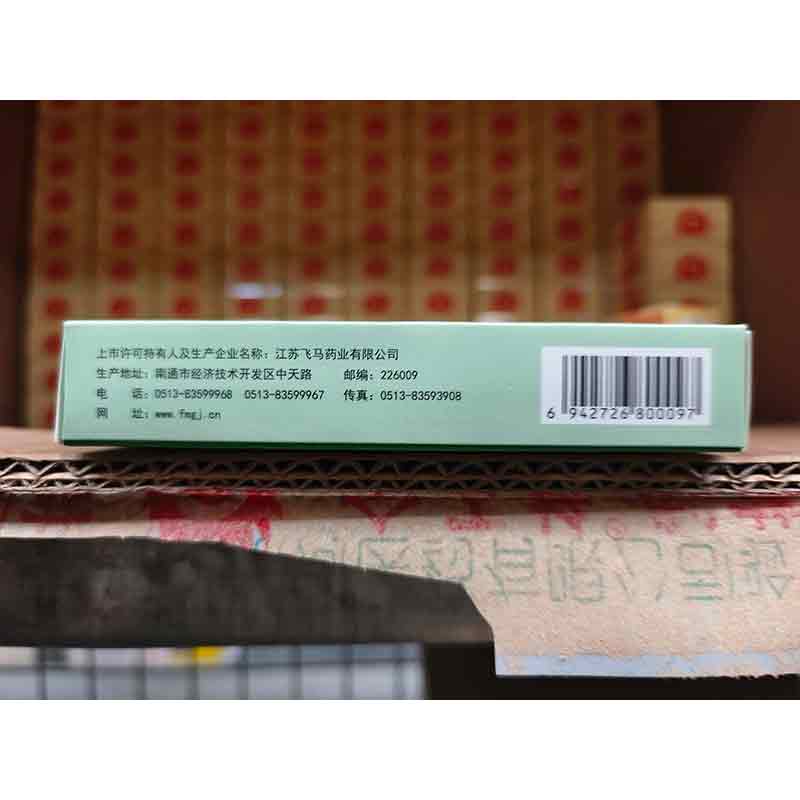 上市许可持有人及生产企业名称：江苏飞马药业有限公司
生产地址：南通市经济技术开发区中天路 邮编：226009
电 话：0513-83599968 0513-83599967 传真：0513-83593908
网 址：www.fmgj.cn
6 942726 800097